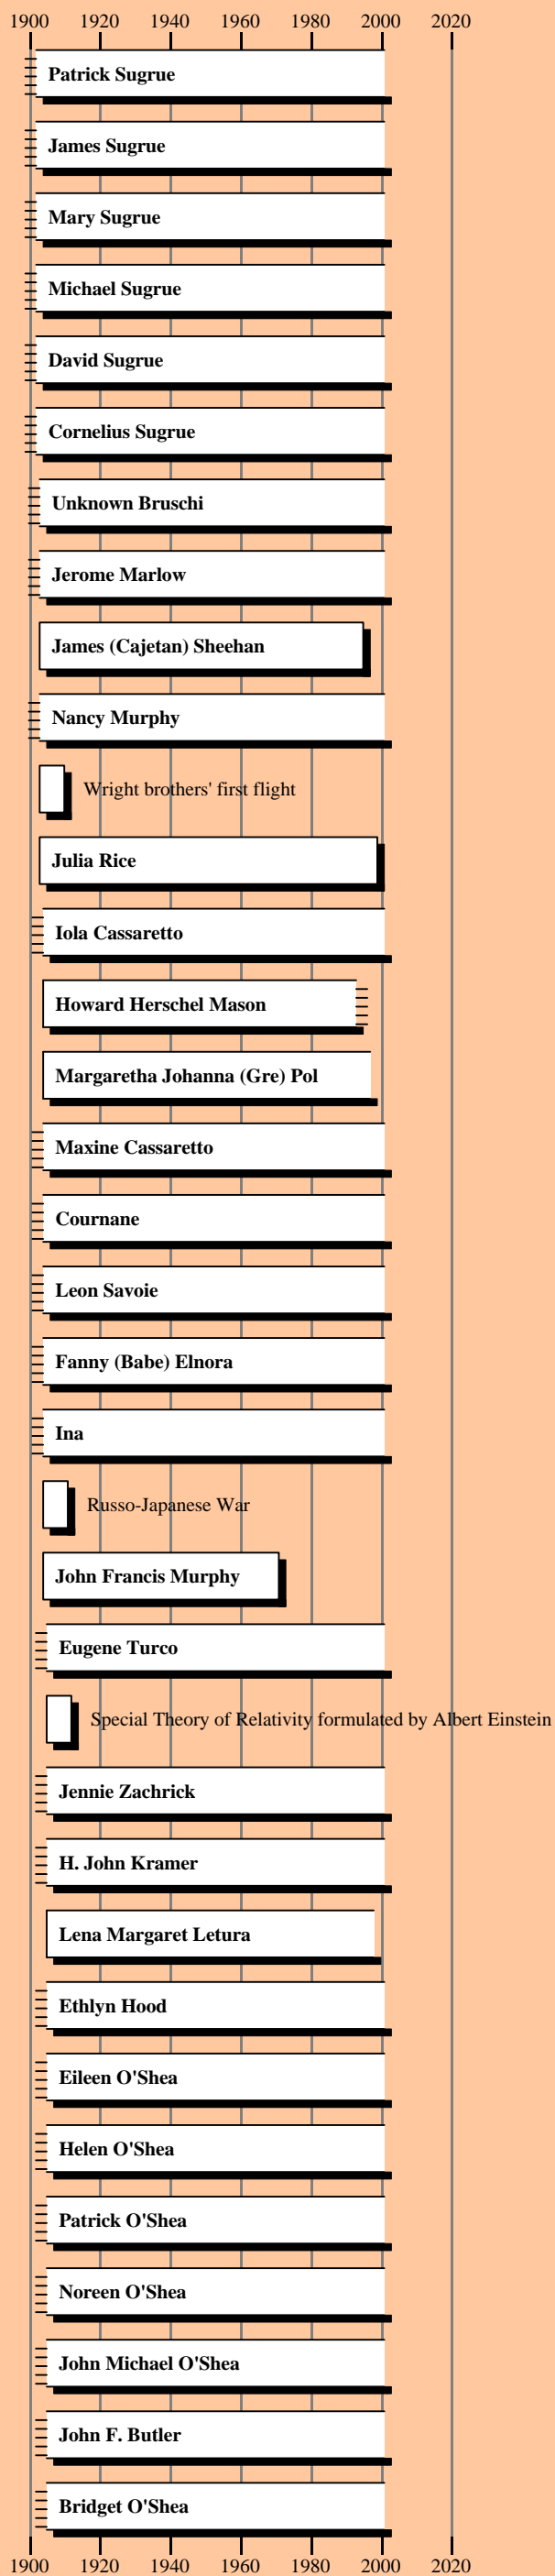 1900 1920 1940 1960 1980 2000 2020
Patrick Sugrue
James Sugrue
Mary Sugrue
Michael Sugrue
David Sugrue
Cornelius Sugrue
Unknown Bruschi
Jerome Marlow
James (Cajetan) Sheehan
Nancy Murphy
Wright brothers' first flight
Julia Rice
Iola Cassaretto
Howard Herschel Mason
Margaretha Johanna (Gre) Pol
Maxine Cassaretto
Cournane
Leon Savoie
Fanny (Babe) Elnora
Ina
Russo-Japanese War
John Francis Murphy
Eugene Turco
Special Theory of Relativity formulated by Albert Einstein
Jennie Zachrick
H. John Kramer
Lena Margaret Letura
Ethlyn Hood
Eileen O'Shea
Helen O'Shea
Patrick O'Shea
Noreen O'Shea
John Michael O'Shea
John F. Butler
Bridget O'Shea
1900 1920 1940 1960 1980 2000 2020